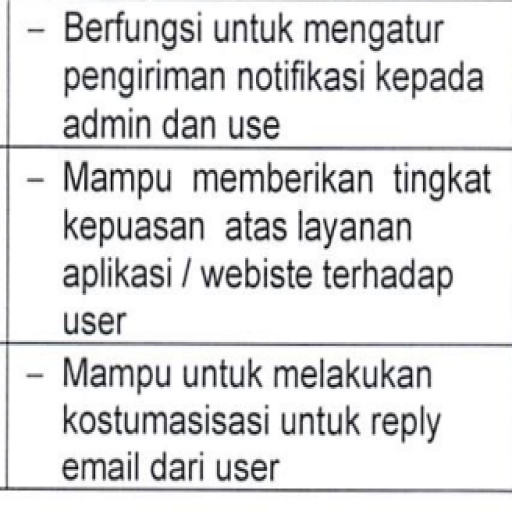 – Berfungsi untuk mengatur
pengiriman notifikasi kepada
admin dan use
– Mampu memberikan tingkat
kepuasan atas layanan
aplikasi / webiste terhadap
user
– Mampu untuk melakukan
kostumasisasi untuk reply
email dari user